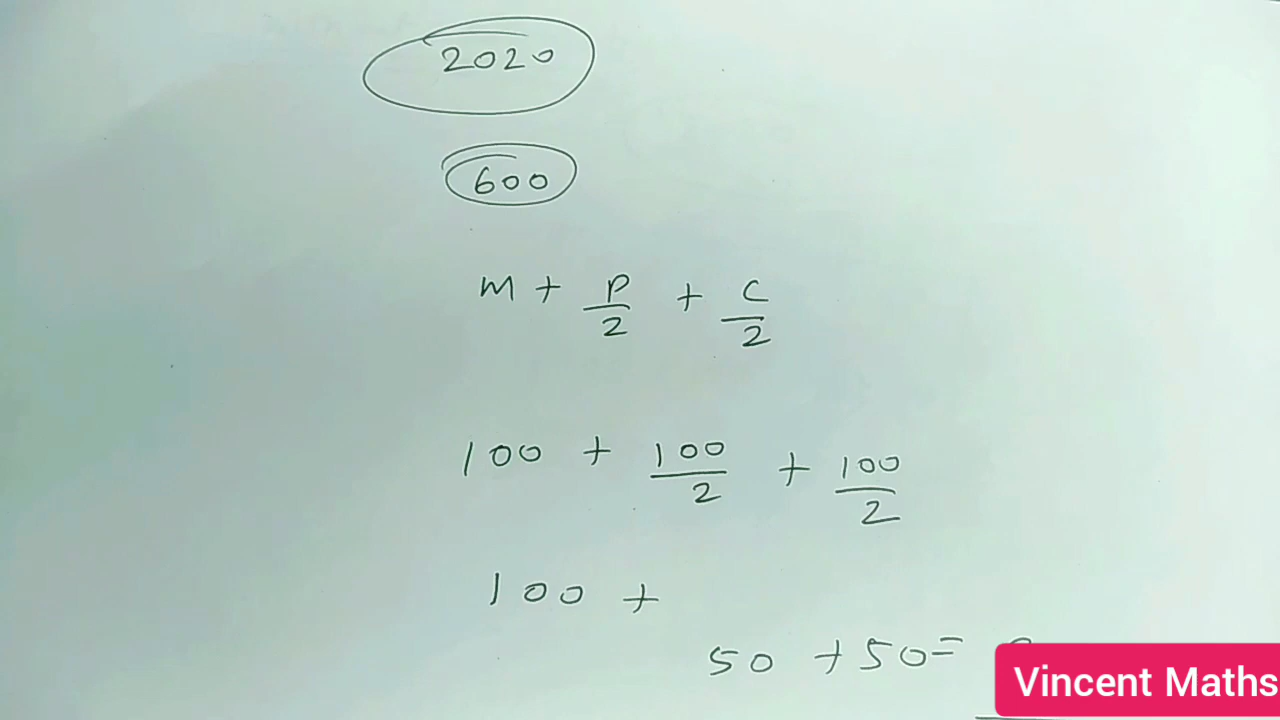 2020
600
m + P/2 + C/2
100 + 100/2 + 100/2
100 +
50 + 50 =
Vincent Maths